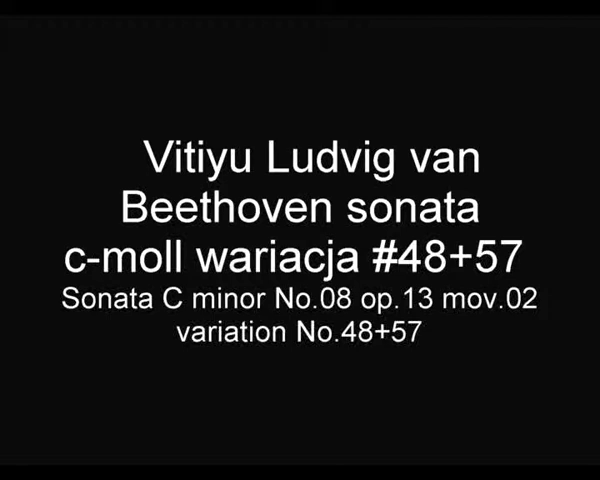 Vitiyu Ludvig van
Beethoven sonata
c-moll wariacja #48+57
Sonata C minor No.08 op.13 mov.02
variation No.48+57